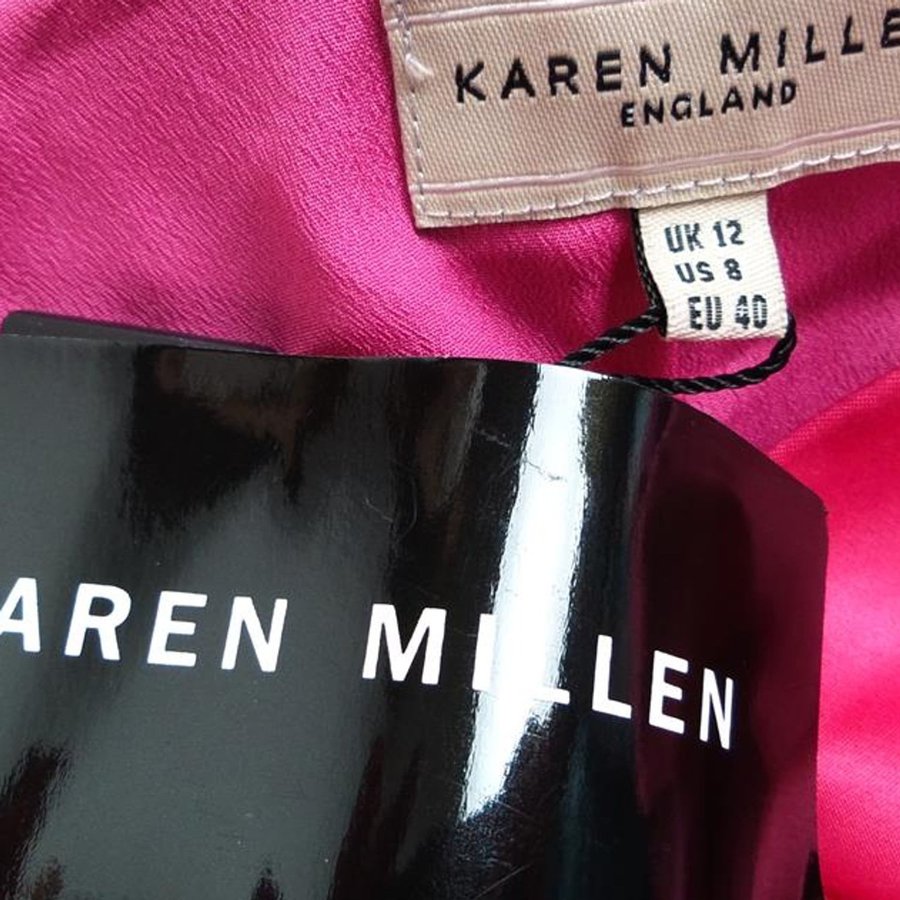 KAREN MILLE
ENGLAND
UK 12
US 8
EU 40
AREN MILLEN